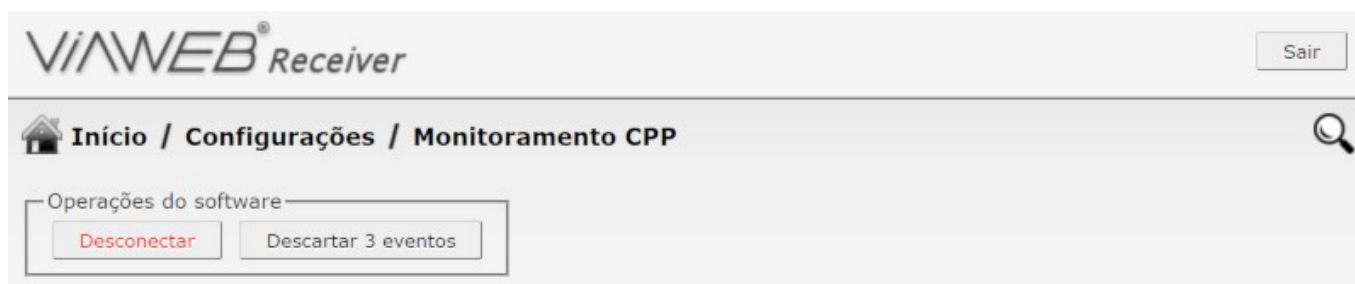 ViAWEB® Receiver
Sair
Início / Configurações / Monitoramento CPP
Operações do software
Desconectar Descartar 3 eventos